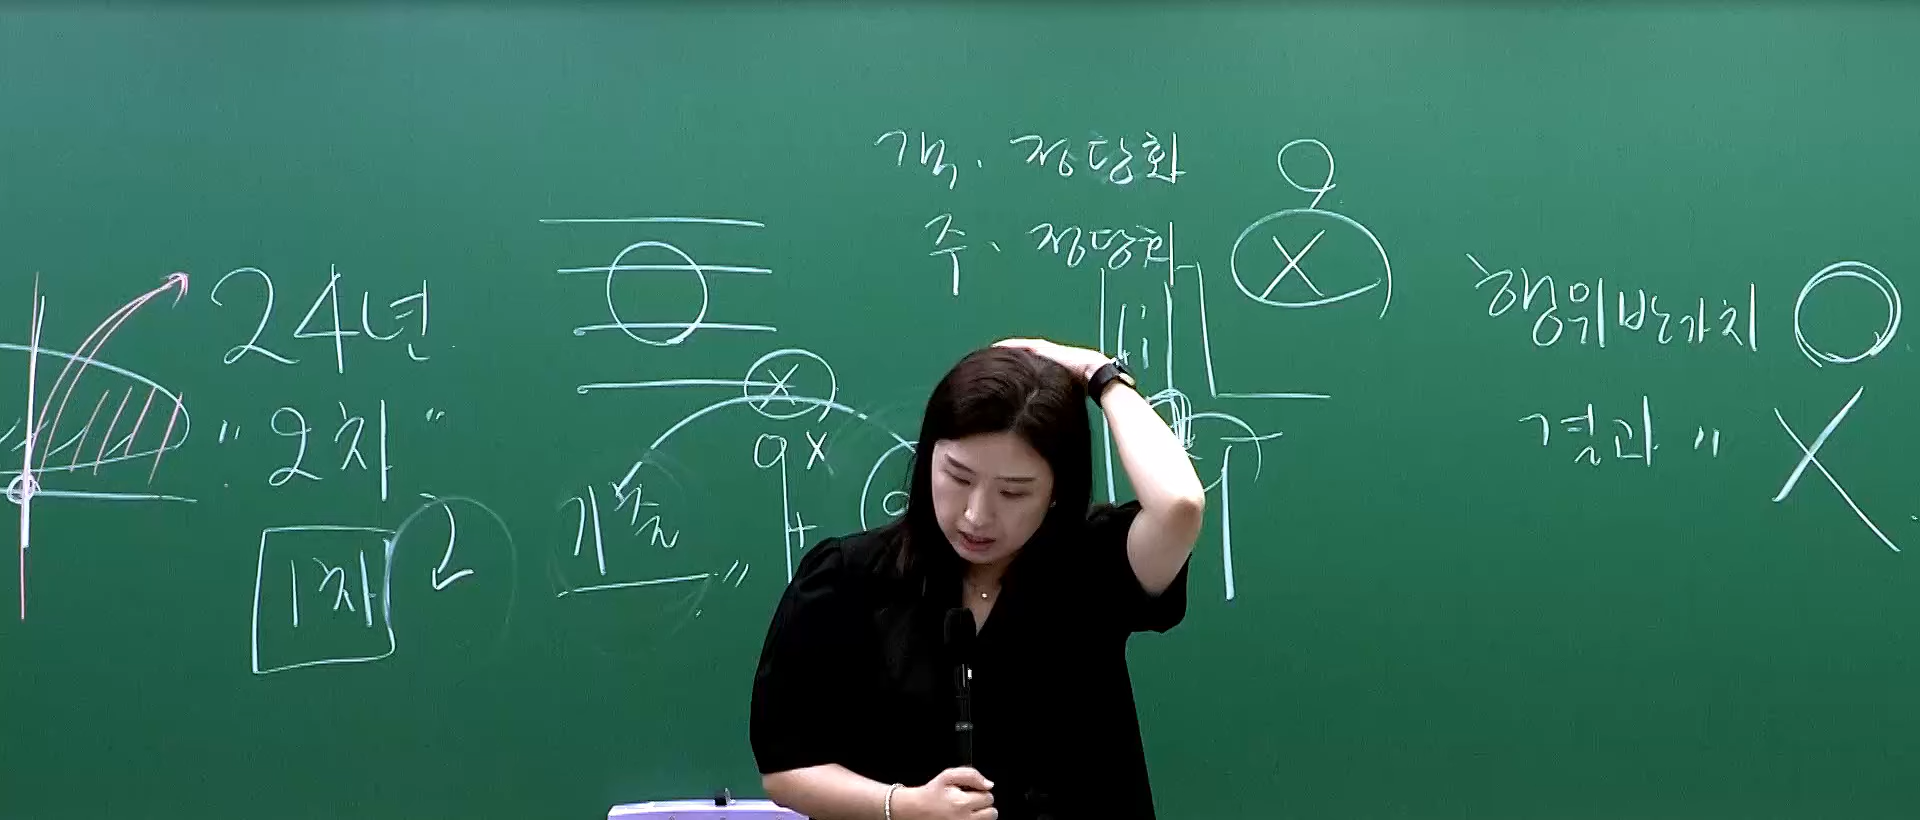 객. 정당화 O
주. 정당화 X
행위반가치 O
결과 " X
24년
"2차"
1차
기출"
X
+